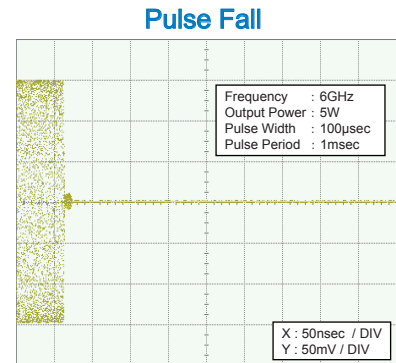 Pulse Fall
Frequency : 6GHz
Output Power : 5W
Pulse Width : 100μsec
Pulse Period : 1msec
X : 50nsec / DIV
Y : 50mV / DIV